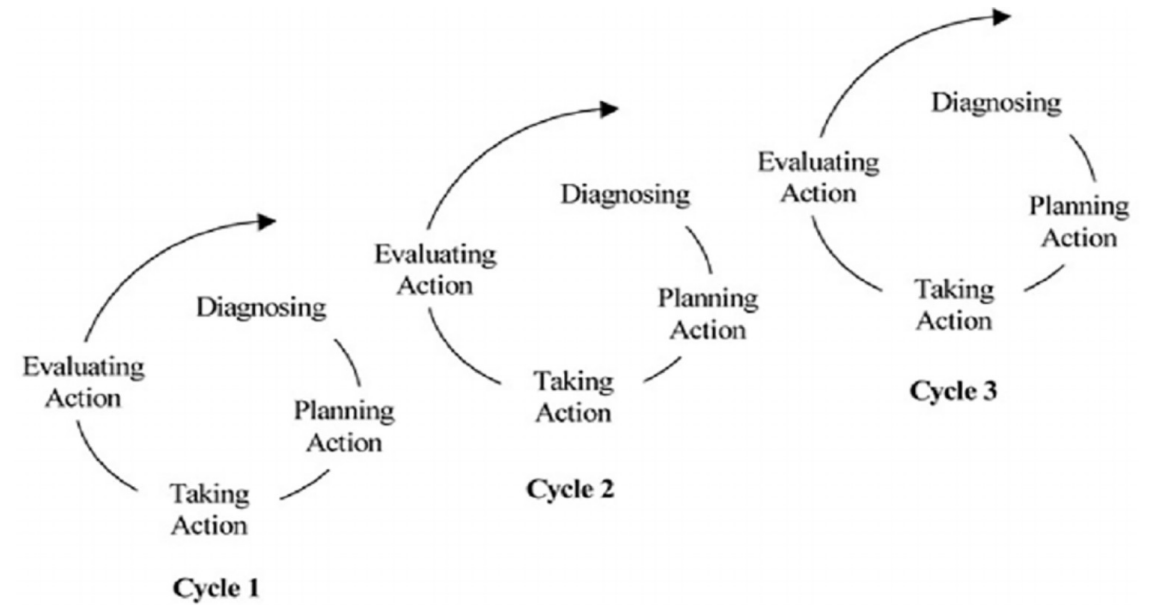 Diagnosing
Planning
Action
Taking
Action
Evaluating
Action
Cycle 1
Diagnosing
Planning
Action
Taking
Action
Evaluating
Action
Cycle 2
Diagnosing
Planning
Action
Taking
Action
Evaluating
Action
Cycle 3